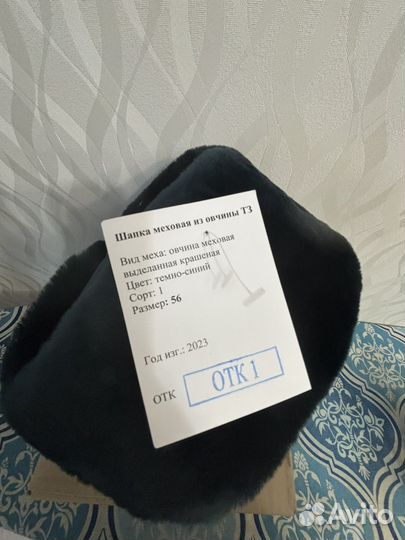 Шапка меховая из овчины ТЗ
Вид меха: овчина меховая
выделанная крашеная
Цвет: темно-синий
Сорт: 1
Размер: 56
Год изг.: 2023
ОТК ОТК 1
Avito